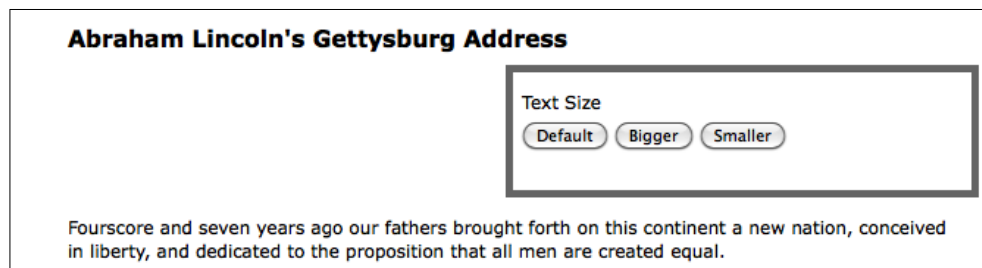 Abraham Lincoln's Gettysburg Address
Text Size
Default Bigger Smaller
Fourscore and seven years ago our fathers brought forth on this continent a new nation, conceived
in liberty, and dedicated to the proposition that all men are created equal.